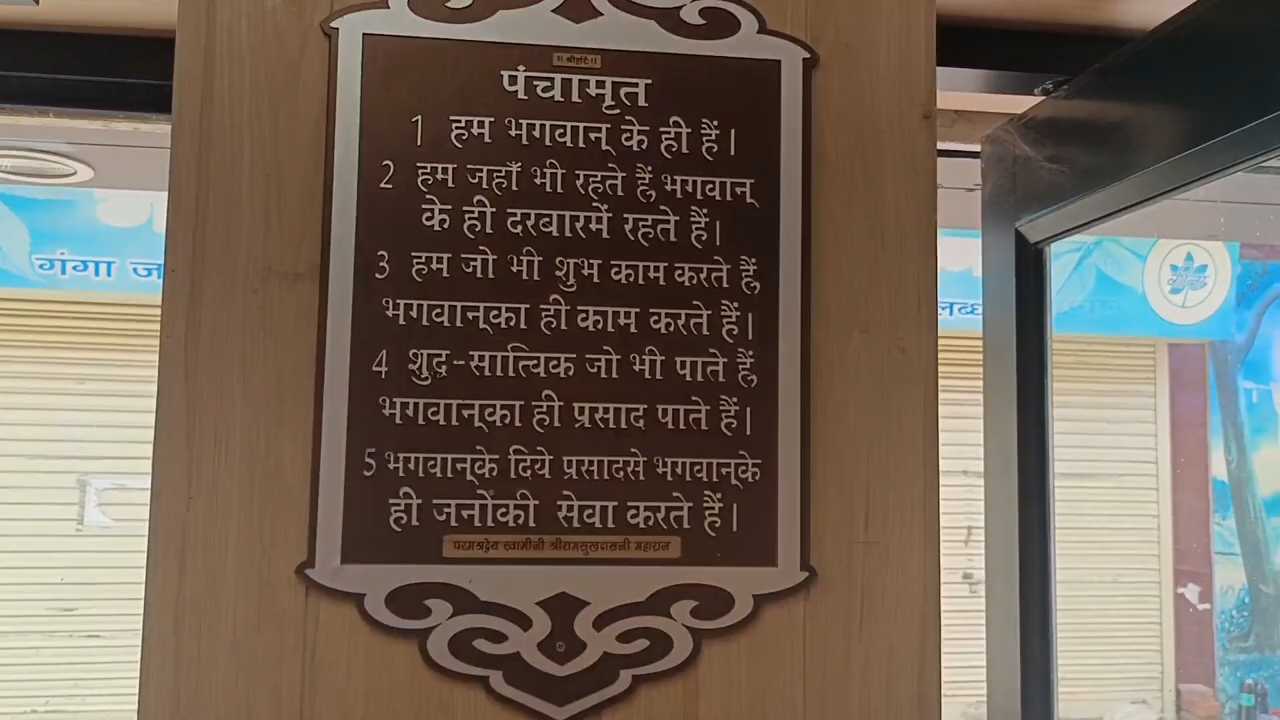 ॥ श्रीहरिः ॥
पंचामृत
1 हम भगवान् के ही हैं।
2 हम जहाँ भी रहते हैं, भगवान्
के ही दरबारमें रहते हैं।
3 हम जो भी शुभ काम करते हैं,
भगवान्‌का ही काम करते हैं।
4 शुद्ध-सात्विक जो भी पाते हैं,
भगवान्‌का ही प्रसाद पाते हैं।
5 भगवान्‌के दिये प्रसादसे भगवान्‌के
ही जनोंकी सेवा करते हैं।
परमश्रद्धेय स्वामीजी श्रीरामसुखदासजी महाराज
गंगा ज